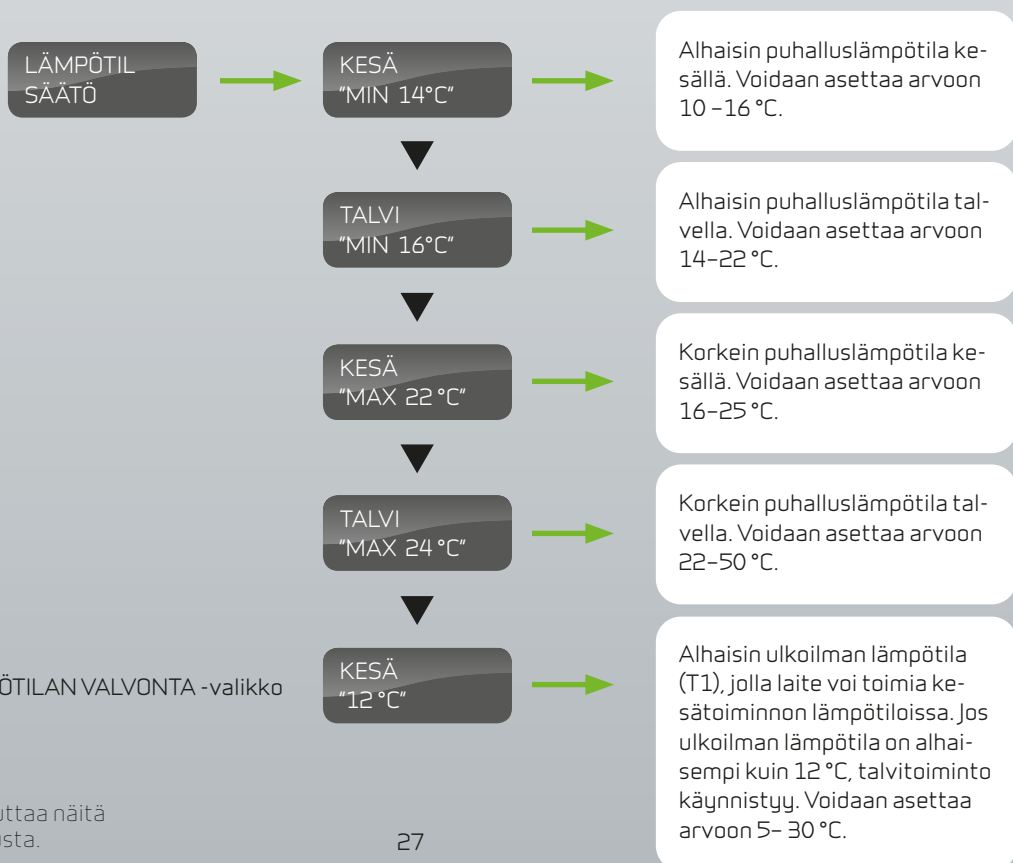 LÄMPÖTIL
SÄÄTÖ
KESÄ
"MIN 14°C"
Alhaisin puhalluslämpötila ke-
sällä. Voidaan asettaa arvoon
10 –16 °C.
TALVI
"MIN 16°C"
Alhaisin puhalluslämpötila tal-
vella. Voidaan asettaa arvoon
14–22 °C.
KESÄ
"MAX 22 °C"
Korkein puhalluslämpötila ke-
sällä. Voidaan asettaa arvoon
16–25 °C.
TALVI
"MAX 24 °C"
Korkein puhalluslämpötila tal-
vella. Voidaan asettaa arvoon
22–50 °C.
ÖTILAN VALVONTA -valikko
KESÄ
"12 °C"
Alhaisin ulkoilman lämpötila
(T1), jolla laite voi toimia ke-
sätoiminnon lämpötiloissa. Jos
ulkoilman lämpötila on alhai-
sempi kuin 12 °C, talvitoiminto
käynnistyy. Voidaan asettaa
arvoon 5– 30 °C.
uttaa näitä
usta.
27